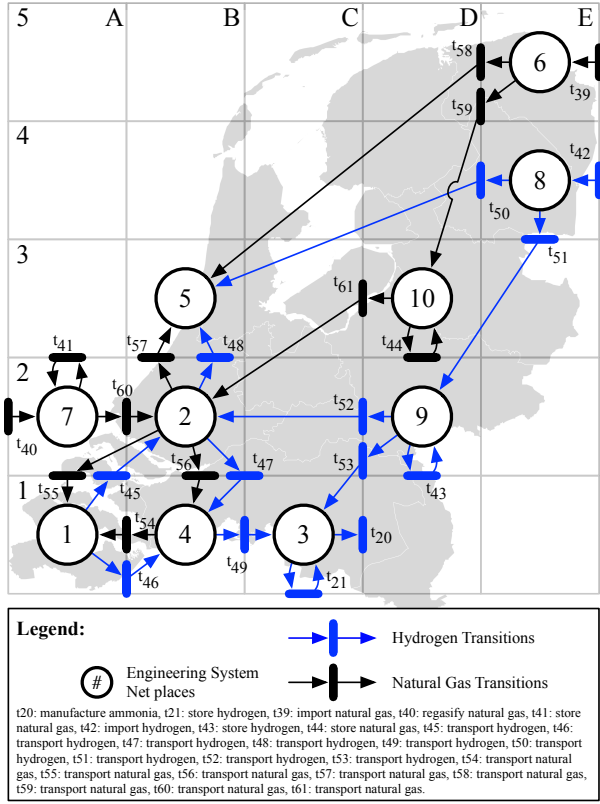 5 A B C D E
t58
6
t59
t39
4
t42
8
t50
3
t51
5
t61
10
t41
t57
t48
t44
2
t60
7
2
t52
9
t40
t56
t47
t53
1
t55
t45
t43
1
t54
4
3
t20
t46
t49
t21
Legend:
Hydrogen Transitions
# Engineering System
Net places
Natural Gas Transitions
t20: manufacture ammonia, t21: store hydrogen, t39: import natural gas, t40: regasify natural gas, t41: store
natural gas, t42: import hydrogen, t43: store hydrogen, t44: store natural gas, t45: transport hydrogen, t46:
transport hydrogen, t47: transport hydrogen, t48: transport hydrogen, t49: transport hydrogen, t50: transport
hydrogen, t51: transport hydrogen, t52: transport hydrogen, t53: transport hydrogen, t54: transport natural
gas, t55: transport natural gas, t56: transport natural gas, t57: transport natural gas, t58: transport natural gas,
t59: transport natural gas, t60: transport natural gas, t61: transport natural gas.